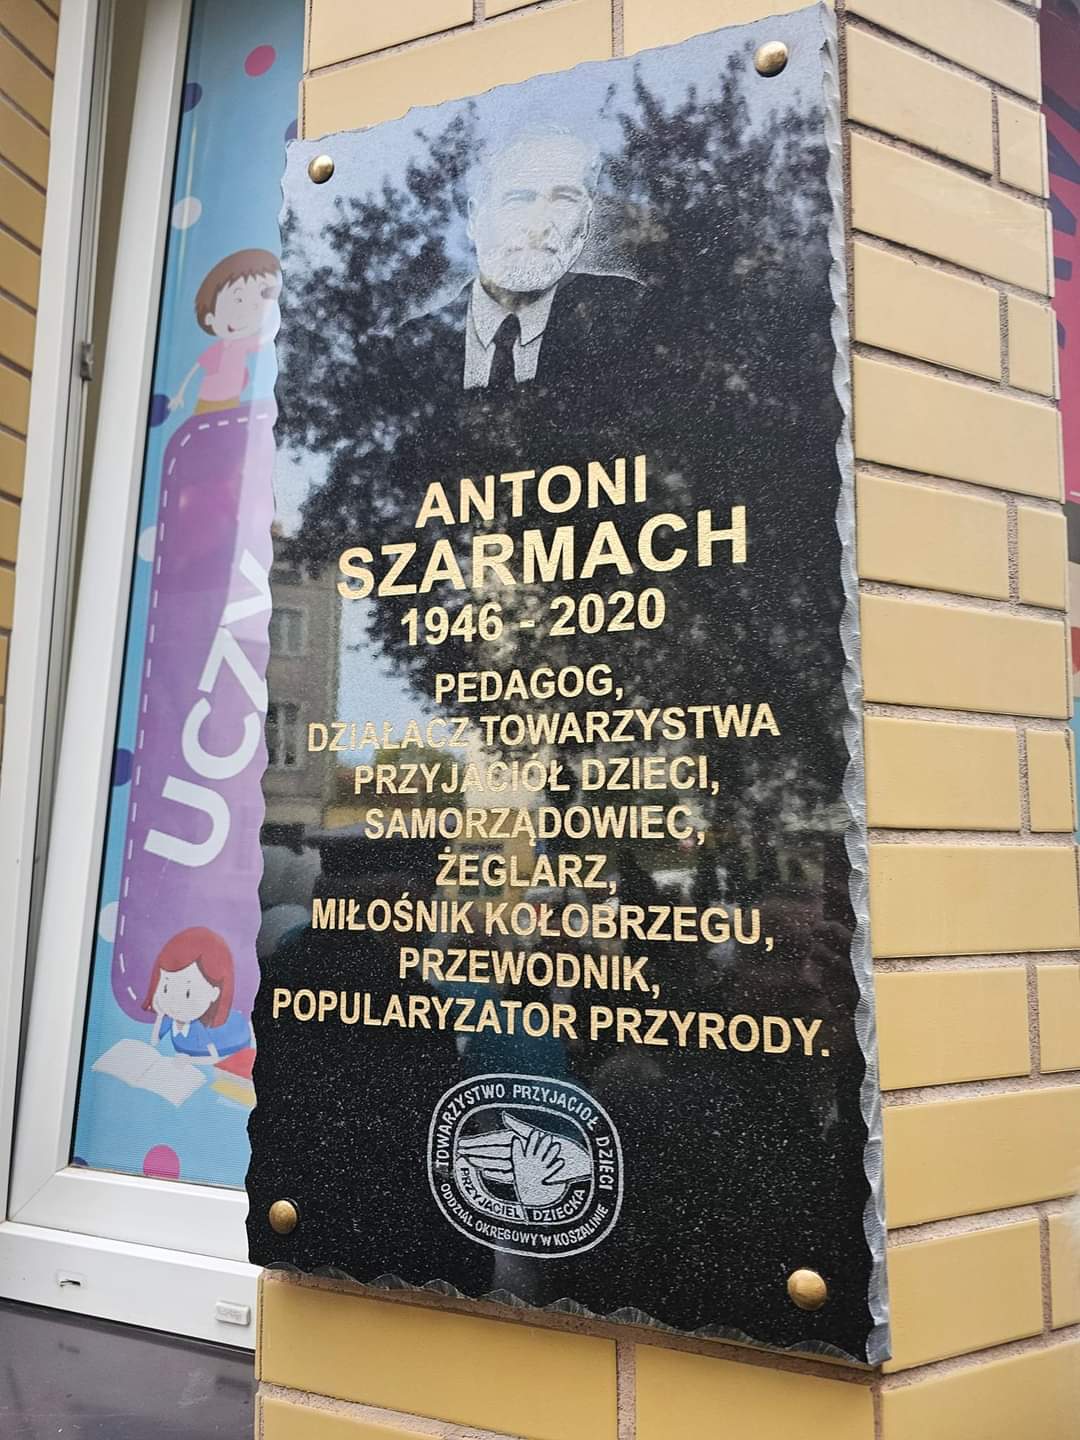 ANTONI
SZARMACH
1946 - 2020
PEDAGOG,
DZIAŁACZ TOWARZYSTWA
PRZYJACIÓŁ DZIECI,
SAMORZĄDOWIEC,
ŻEGLARZ,
MIŁOŚNIK KOŁOBRZEGU,
PRZEWODNIK,
POPULARYZATOR PRZYRODY.
TOWARZYSTWO PRZYJACIÓŁ DZIECI
PRZYJACIEL DZIECKA
ODDZIAŁ OKRĘGOWY W KOSZALINIE
UCZY